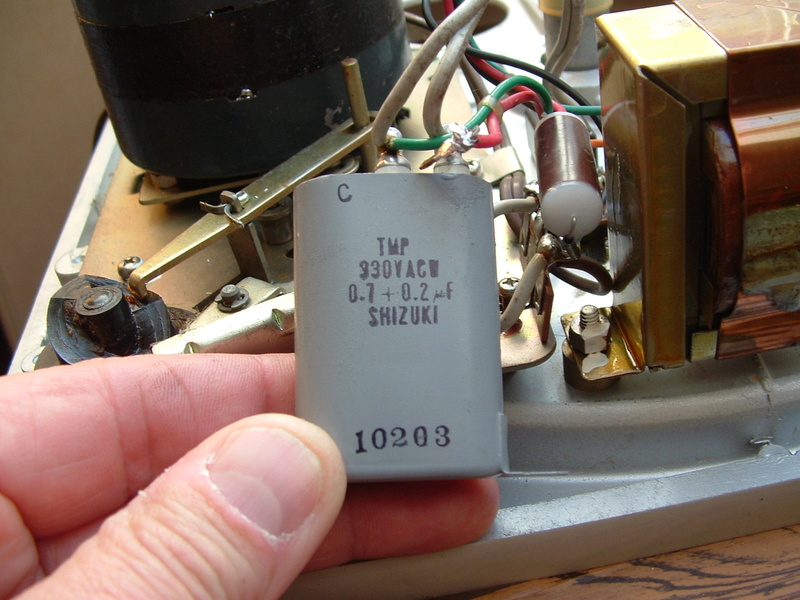 C
TMP
330VACW
0.7+0.2µF
SHIZUKI
10203